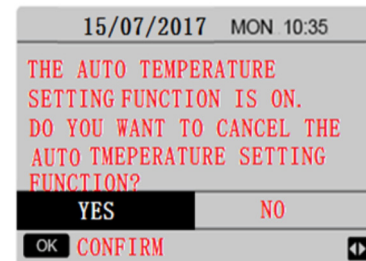 15/07/2017 MON 10:35
THE AUTO TEMPERATURE
SETTING FUNCTION IS ON.
DO YOU WANT TO CANCEL THE
AUTO TMEPERATURE SETTING
FUNCTION?
YES NO
OK CONFIRM